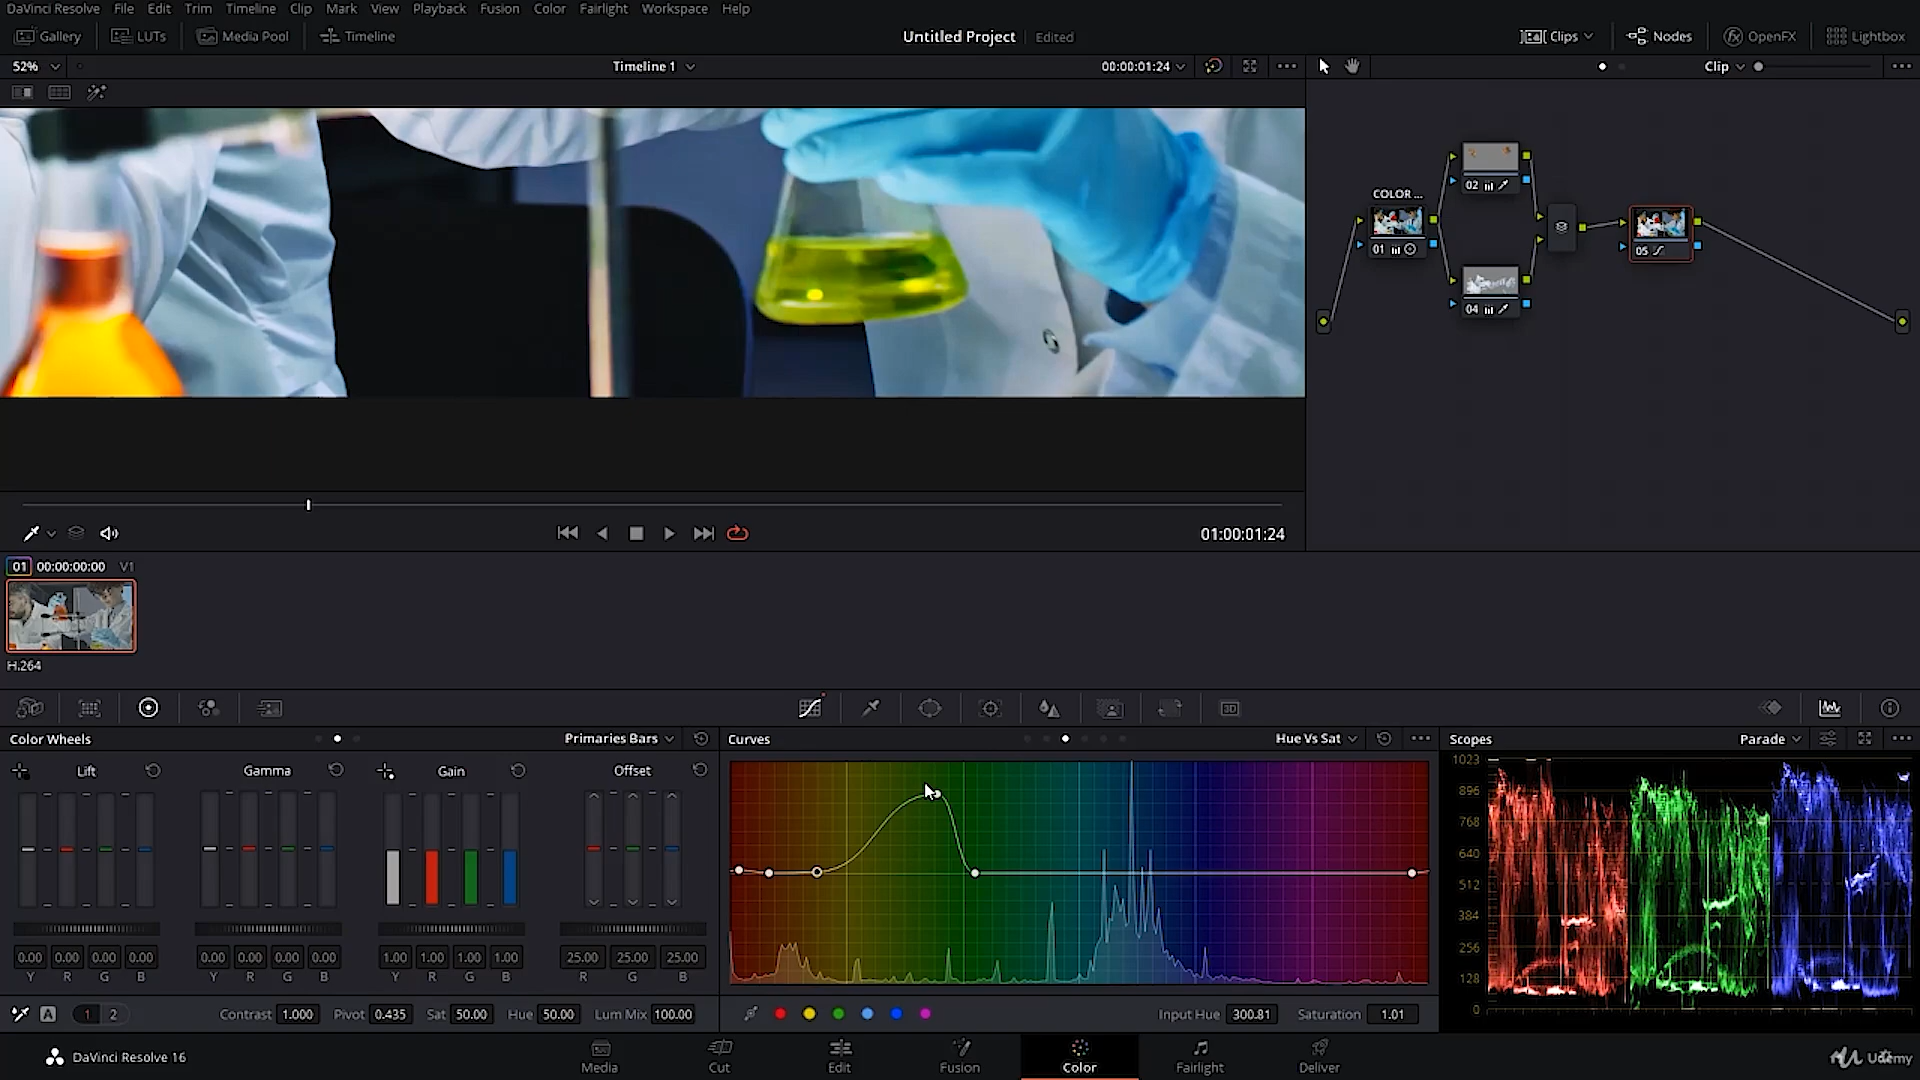 DaVinci Resolve File Edit Trim Timeline Clip Mark View Playback Fusion Color Fairlight Workspace Help
Gallery LUTs Media Pool Timeline Untitled Project Edited Clips Nodes OpenFX Lightbox
52% Timeline 1 00:00:01:24 Clip
COLOR ...
02
01
05
04
01:00:01:24
01 00:00:00:00 V1
H.264
3D
Color Wheels Primaries Bars Curves Hue Vs Sat Scopes Parade
Lift Gamma Gain Offset
1023
896
768
640
512
384
256
128
0
0.00 0.00 0.00 0.00 0.00 0.00 0.00 0.00 1.00 1.00 1.00 1.00 25.00 25.00 25.00
Y R G B Y R G B Y R G B R G B
A 1 2 Contrast 1.000 Pivot 0.435 Sat 50.00 Hue 50.00 Lum Mix 100.00 Input Hue 300.81 Saturation 1.01
DaVinci Resolve 16 Media Cut Edit Fusion Color Fairlight Deliver Udemy